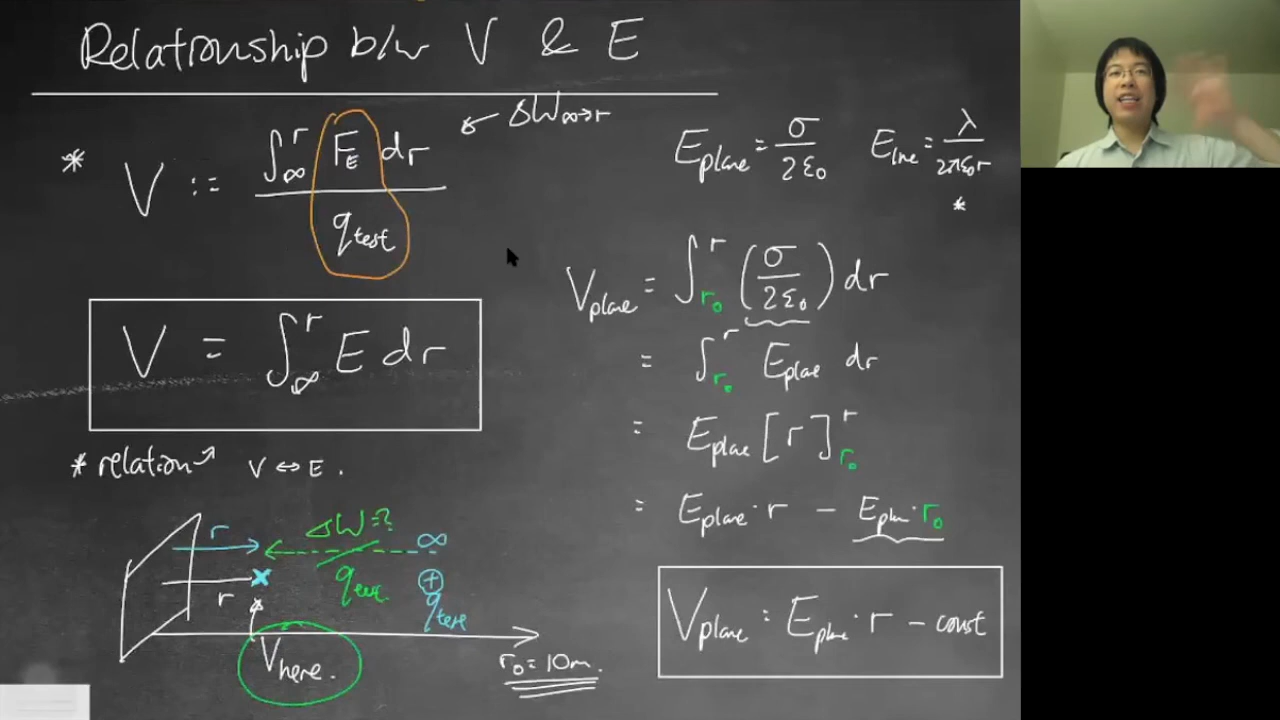 Relationship b/w V & E
* V := ∫∞^r F_E dr / q_test
← ΔW∞→r
V = ∫∞^r E dr
* relation↗ V ↔ E .
r ΔW=? ∞
q_test ⊕
r q_test
V_here .
r₀ = 10m.
E_plane = σ/2ε₀ E_line = λ/2πε₀r
*
V_plane = ∫r₀^r (σ/2ε₀) dr
= ∫r₀^r E_plane dr
= E_plane [r]r₀^r
= E_plane · r − E_plane · r₀
V_plane = E_plane · r − const